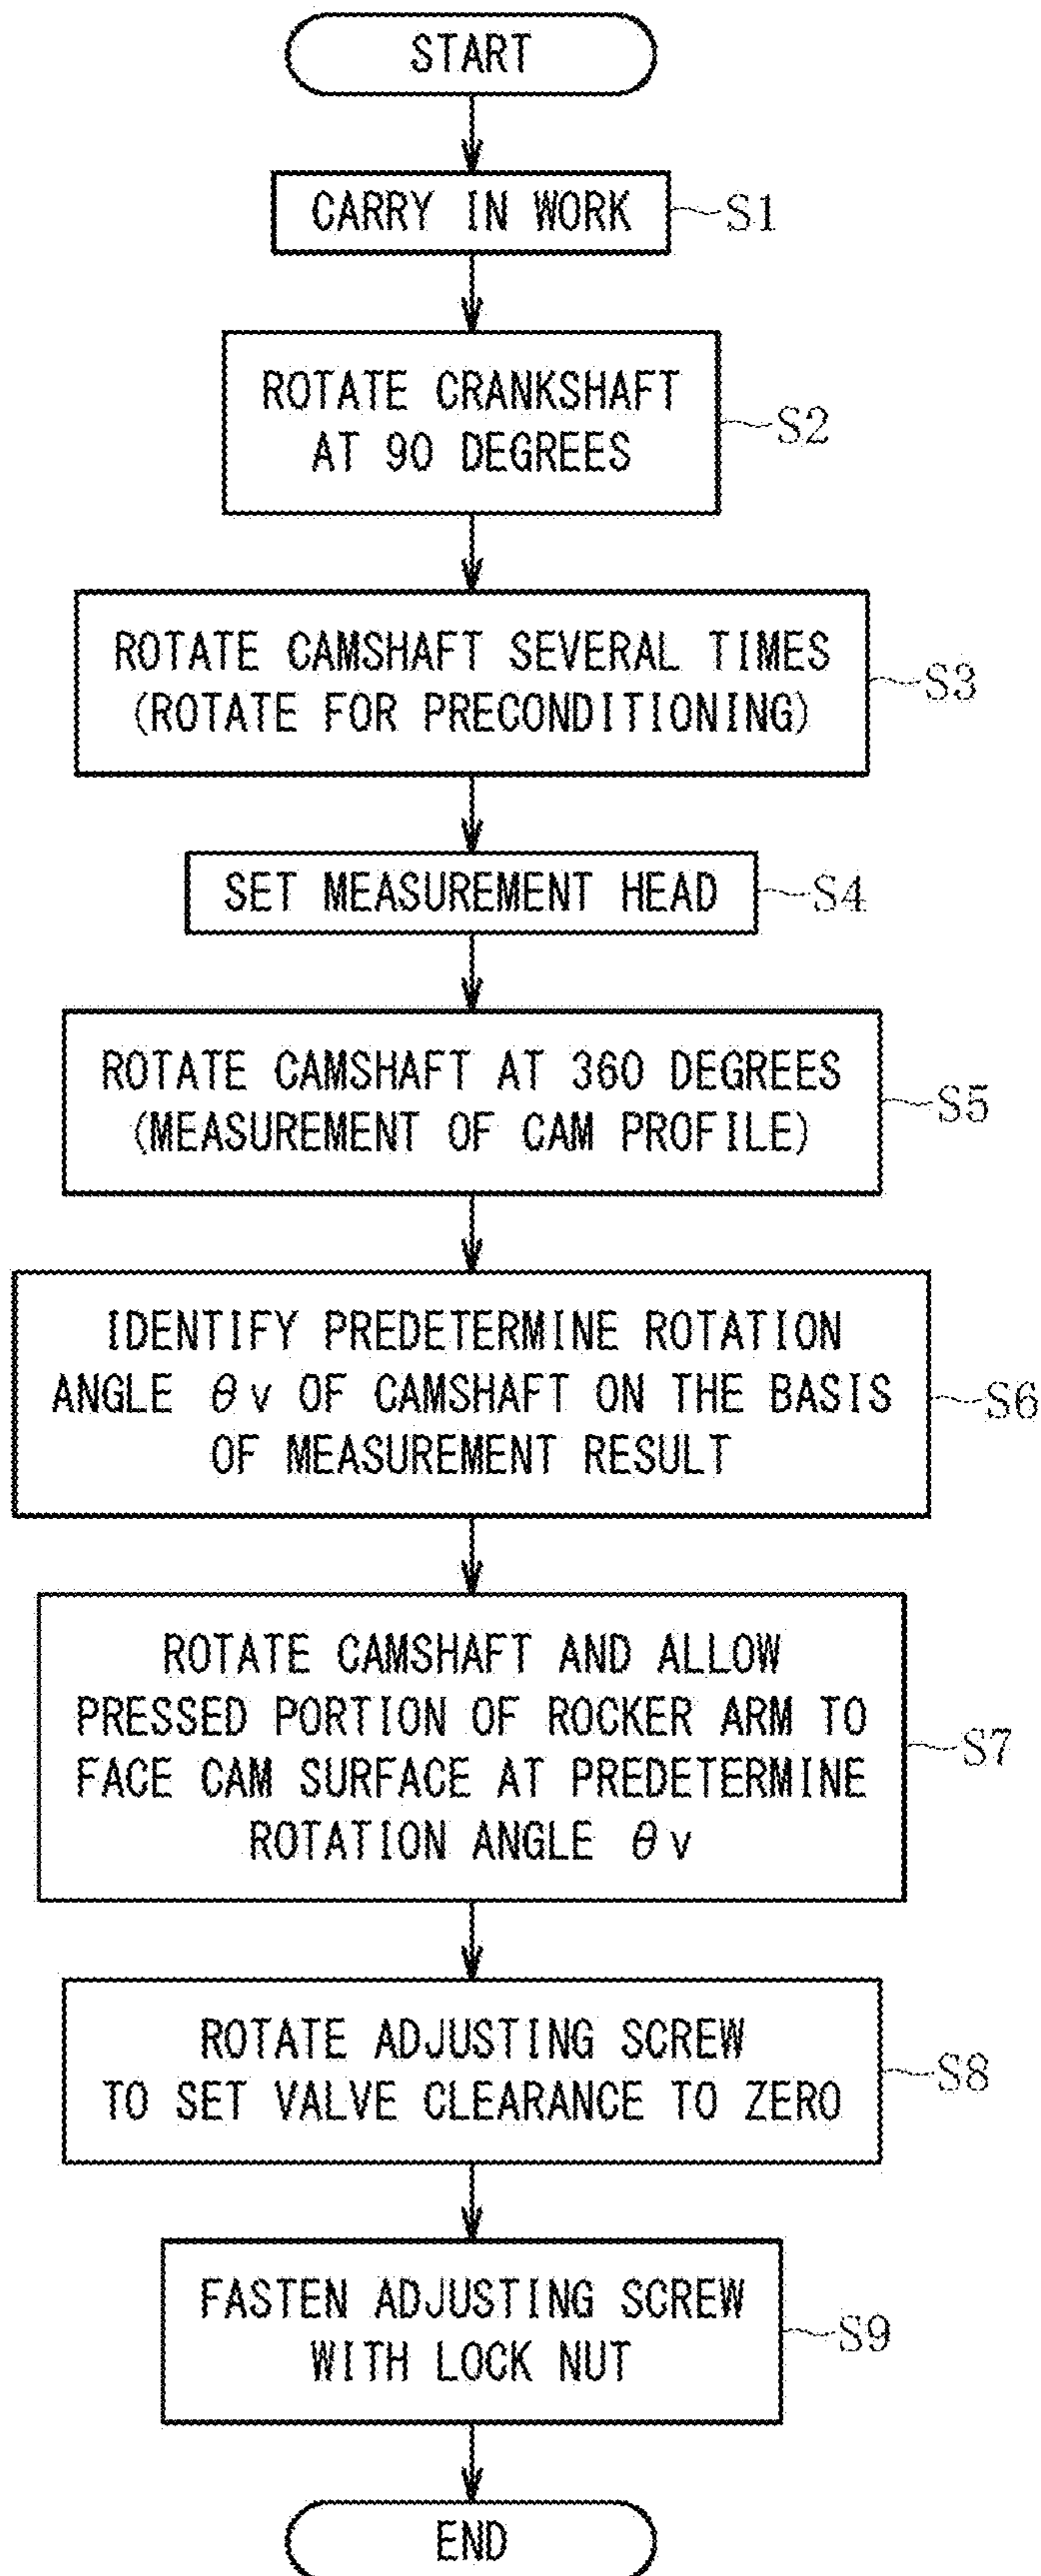 START
CARRY IN WORK
S1
ROTATE CRANKSHAFT
AT 90 DEGREES
S2
ROTATE CAMSHAFT SEVERAL TIMES
(ROTATE FOR PRECONDITIONING)
S3
SET MEASUREMENT HEAD
S4
ROTATE CAMSHAFT AT 360 DEGREES
(MEASUREMENT OF CAM PROFILE)
S5
IDENTIFY PREDETERMINE ROTATION
ANGLE θv OF CAMSHAFT ON THE BASIS
OF MEASUREMENT RESULT
S6
ROTATE CAMSHAFT AND ALLOW
PRESSED PORTION OF ROCKER ARM TO
FACE CAM SURFACE AT PREDETERMINE
ROTATION ANGLE θv
S7
ROTATE ADJUSTING SCREW
TO SET VALVE CLEARANCE TO ZERO
S8
FASTEN ADJUSTING SCREW
WITH LOCK NUT
S9
END